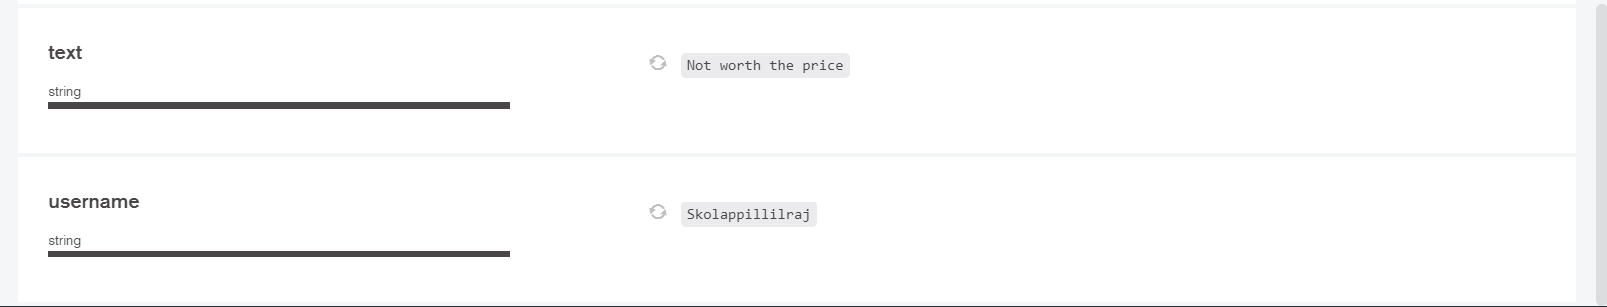 text
Not worth the price
string
username
Skolappillilraj
string